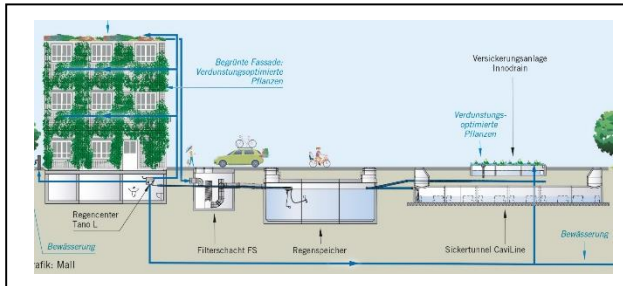 Versickerungsanlage
Innodrain
Begrünte Fassade:
Verdunstungsoptimierte
Pflanzen
Verdunstungs-
optimierte
Pflanzen
Regencenter
Tano L
Bewässerung
Filterschacht FS
Regenspeicher
Sickertunnel CaviLine
Bewässerung
rafik: Mall